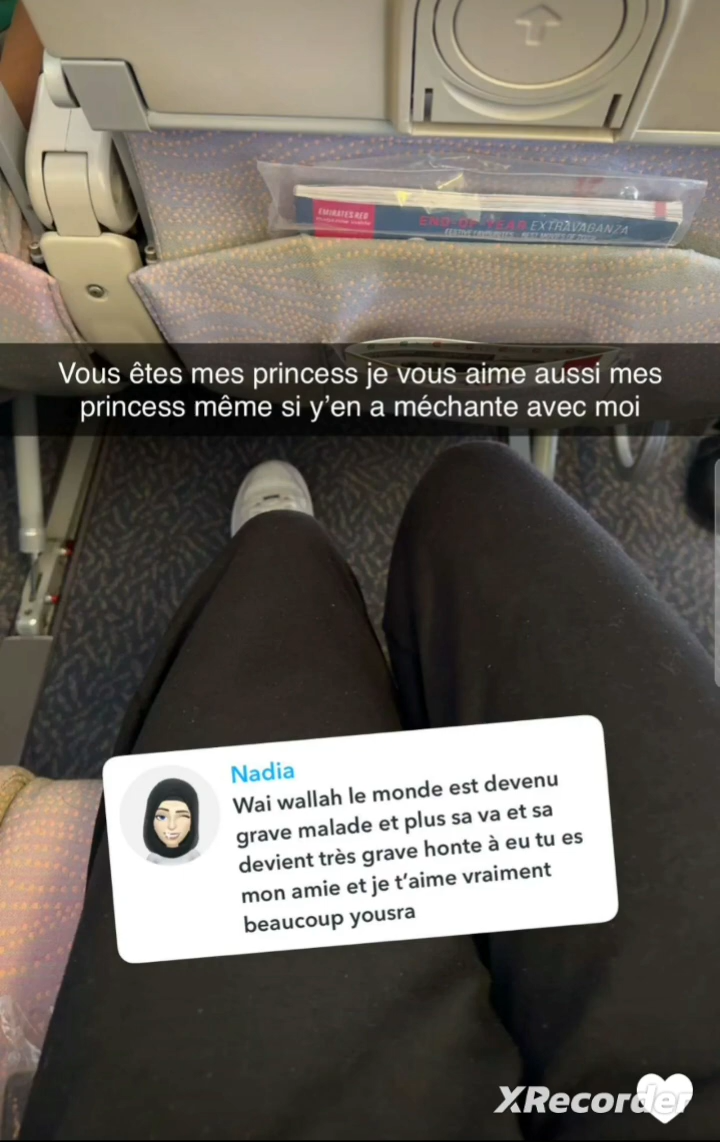 EMIRATES RED
END-OF-YEAR EXTRAVAGANZA
Vous êtes mes princess je vous aime aussi mes
princess même si y’en a méchante avec moi
Nadia
Wai wallah le monde est devenu
grave malade et plus sa va et sa
devient très grave honte à eu tu es
mon amie et je t’aime vraiment
beaucoup yousra
XRecorder